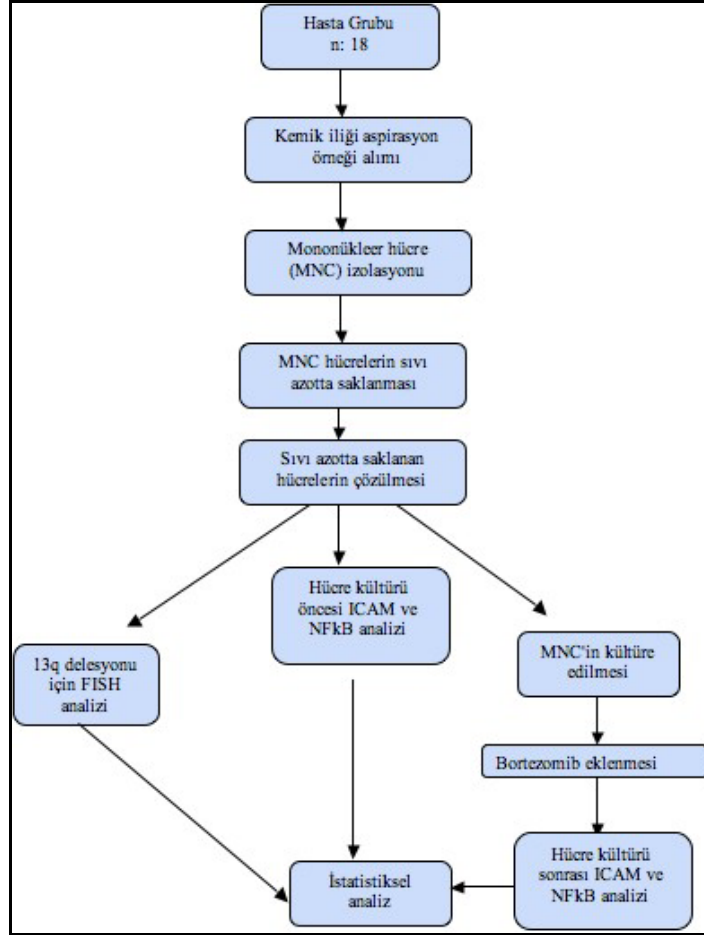 Hasta Grubu
n: 18
Kemik iliği aspirasyon
örneği alımı
Mononükleer hücre
(MNC) izolasyonu
MNC hücrelerin sıvı
azotta saklanması
Sıvı azotta saklanan
hücrelerin çözülmesi
13q delesyonu
için FISH
analizi
Hücre kültürü
öncesi ICAM ve
NFkB analizi
MNC'in kültüre
edilmesi
Bortezomib eklenmesi
Hücre kültürü
sonrası ICAM ve
NFkB analizi
İstatistiksel
analiz